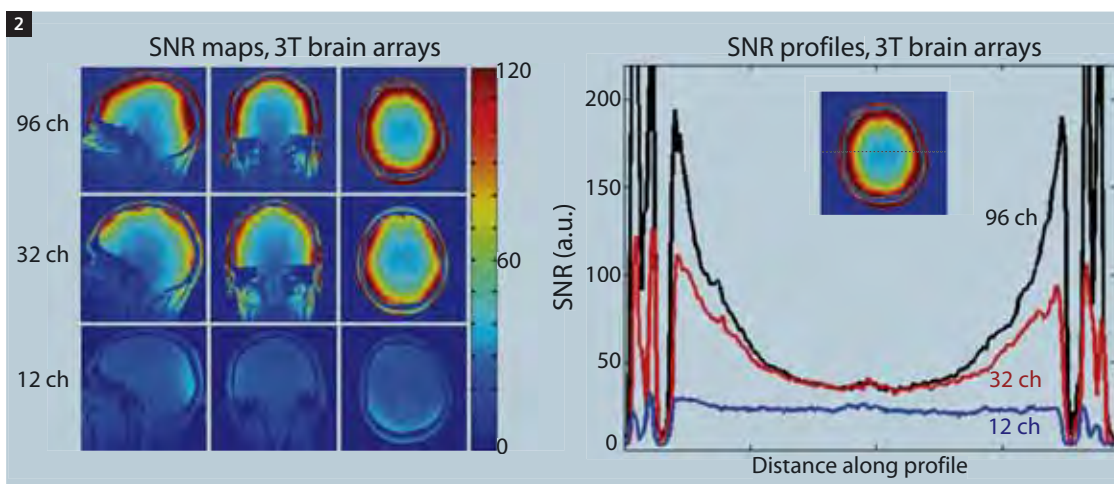 2
SNR maps, 3T brain arrays
96 ch
32 ch
12 ch
120
60
0
SNR profiles, 3T brain arrays
SNR (a.u.)
200
150
100
50
0
96 ch
32 ch
12 ch
Distance along profile